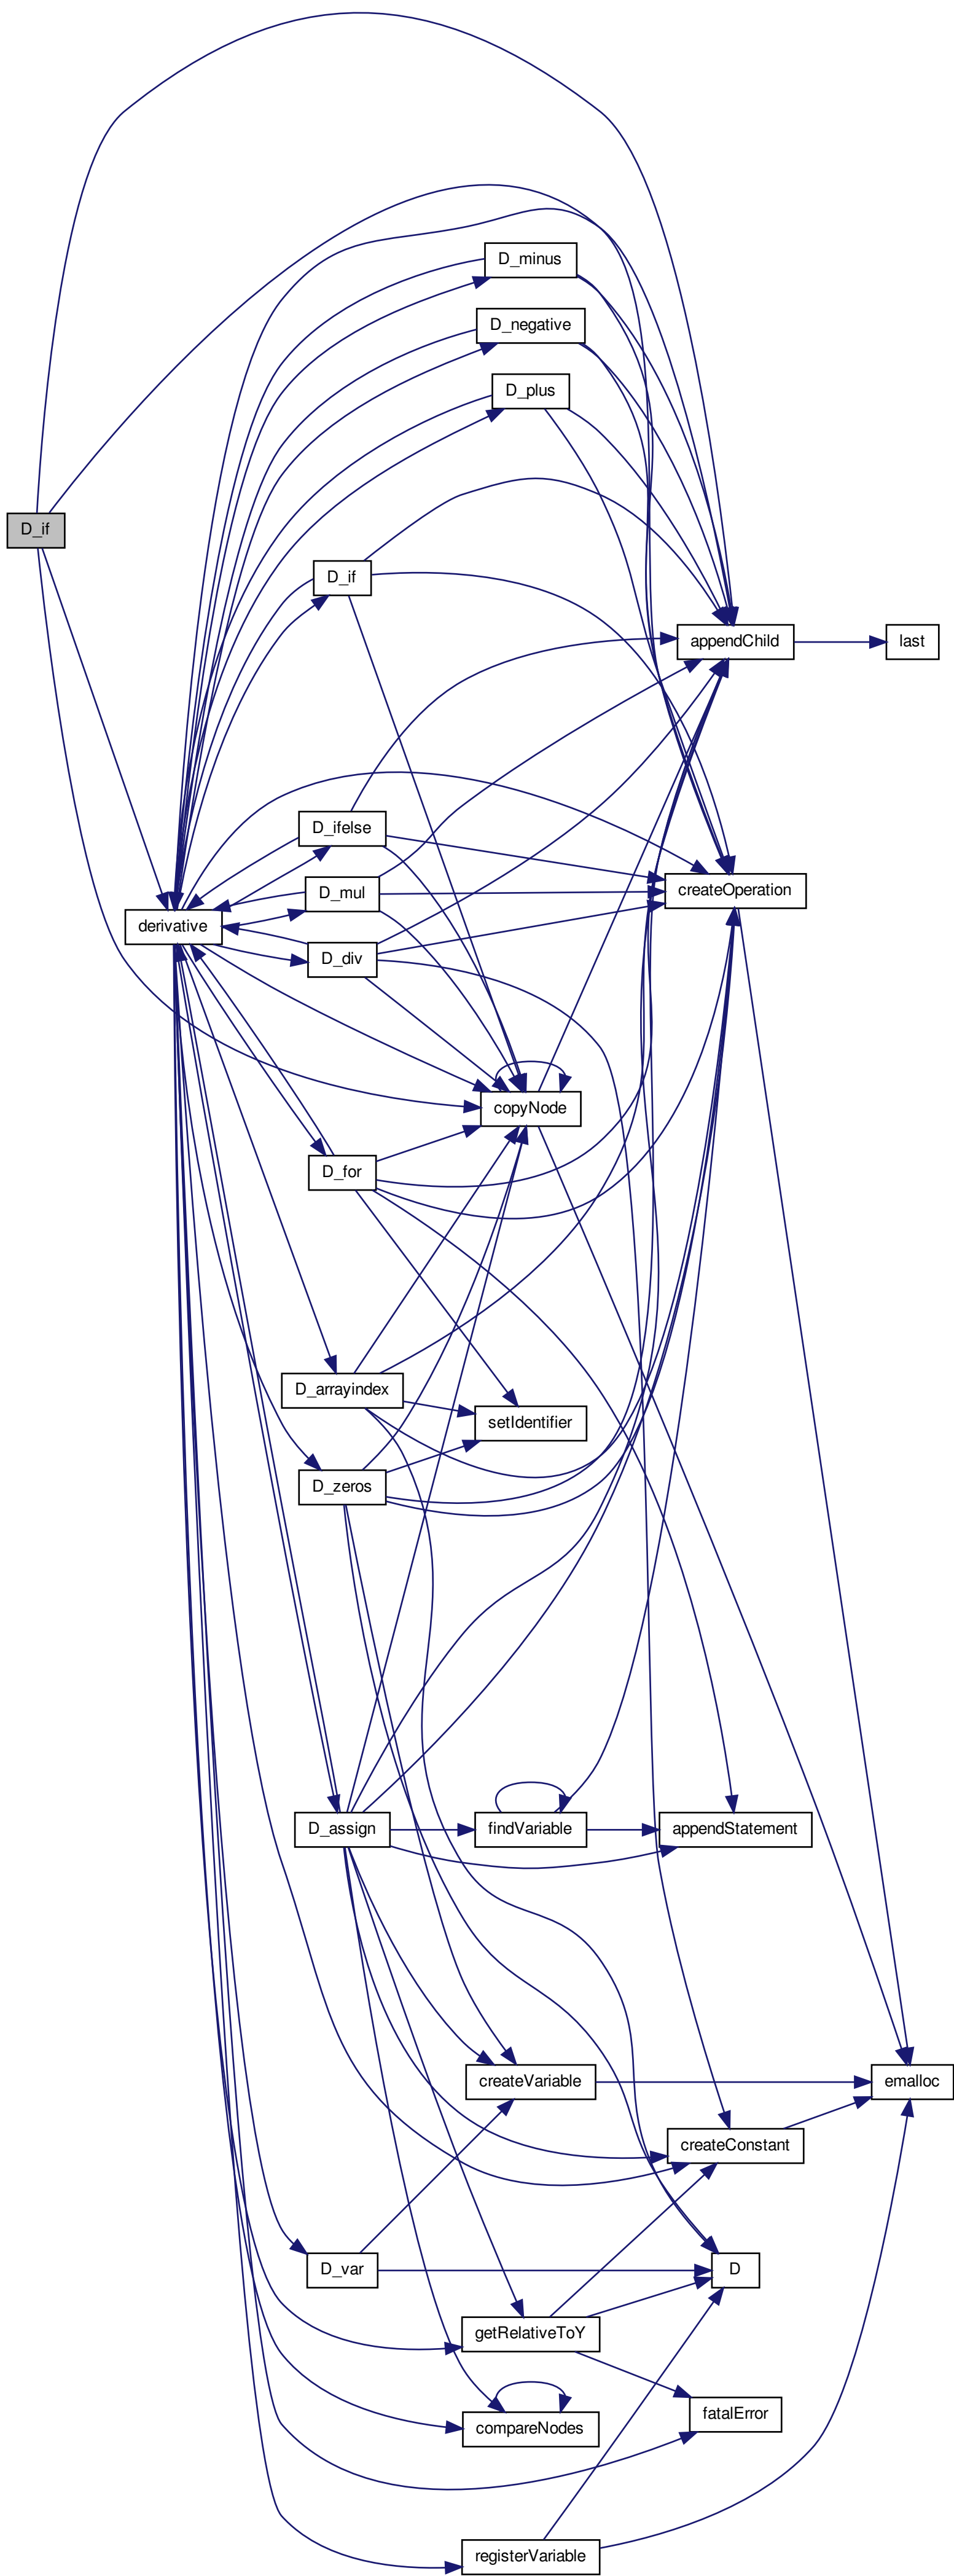 D_minus
D_negative
D_plus
D_if
D_if
appendChild
last
D_ifelse
D_mul
createOperation
derivative
D_div
copyNode
D_for
D_arrayindex
setIdentifier
D_zeros
D_assign
findVariable
appendStatement
createVariable
emalloc
createConstant
D_var
D
getRelativeToY
fatalError
compareNodes
registerVariable